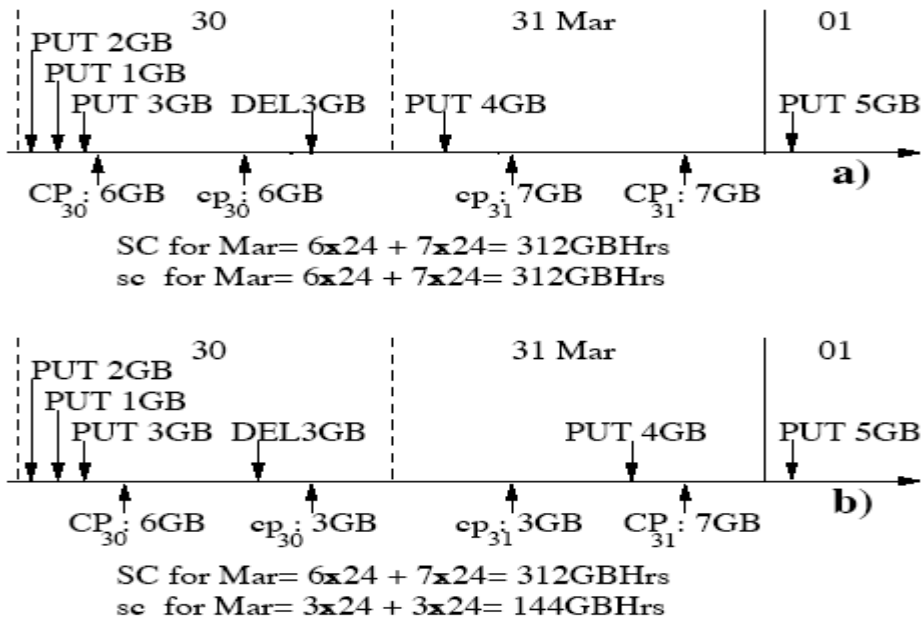 30 31 Mar 01
PUT 2GB
PUT 1GB
PUT 3GB DEL3GB PUT 4GB PUT 5GB
a)
CP30: 6GB cp30: 6GB cp31: 7GB CP31: 7GB
SC for Mar= 6x24 + 7x24= 312GBHrs
sc for Mar= 6x24 + 7x24= 312GBHrs
30 31 Mar 01
PUT 2GB
PUT 1GB
PUT 3GB DEL3GB PUT 4GB PUT 5GB
b)
CP30: 6GB cp30: 3GB cp31: 3GB CP31: 7GB
SC for Mar= 6x24 + 7x24= 312GBHrs
sc for Mar= 3x24 + 3x24= 144GBHrs